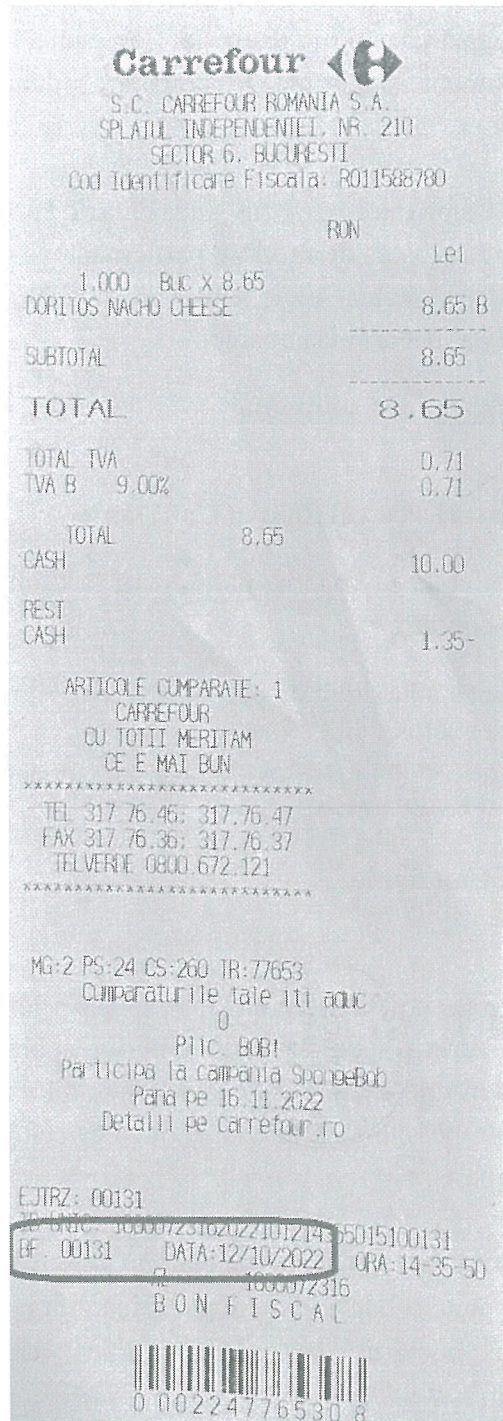 Carrefour
S.C. CARREFOUR ROMANIA S.A.
SPLAIUL INDEPENDENTEI, NR. 210
SECTOR 6, BUCURESTI
Cod Identificare Fiscala: RO11588780
RON
Lei
1.000 Buc x 8.65
DORITOS NACHO CHEESE 8.65 B
SUBTOTAL 8.65
TOTAL 8.65
TOTAL TVA 0.71
TVA B 9.00% 0.71
TOTAL 8.65
CASH 10.00
REST
CASH 1.35-
ARTICOLE CUMPARATE: 1
CARREFOUR
CU TOTII MERITAM
CE E MAI BUN
****************************
TEL 317.76.46; 317.76.47
FAX 317.76.36; 317.76.37
TELVERDE 0800.672.121
****************************
MG:2 PS:24 CS:260 TR:77653
Cumparaturile tale iti aduc
0
Plic. BOB!
Participa la campania SpongeBob
Pana pe 16.11.2022
Detalii pe carrefour.ro
EJTRZ: 00131
ID UNIC:
BF. 00131 DATA:12/10/2022 ORA:14-35-50
1000072316
BON FISCAL
0 00224776530 8